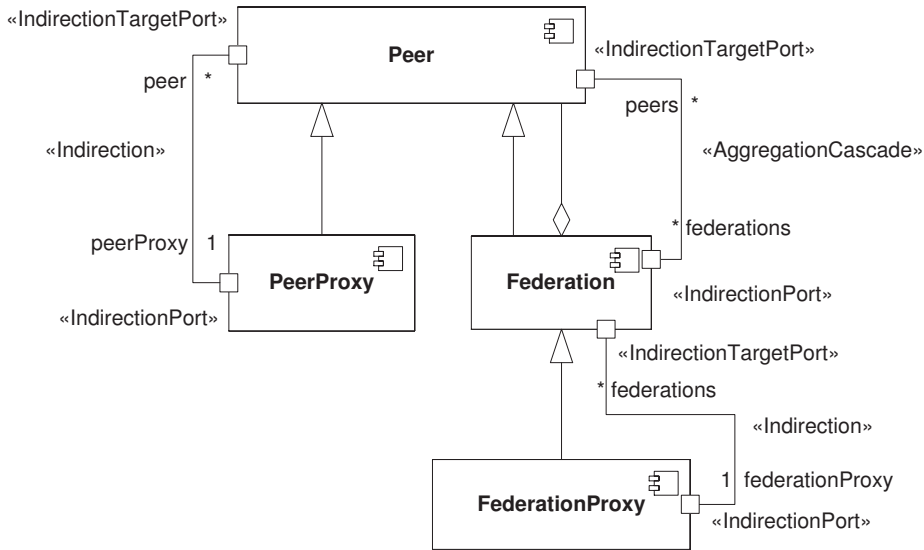 «IndirectionTargetPort»
Peer
«IndirectionTargetPort»
peer *
peers *
«Indirection»
«AggregationCascade»
peerProxy 1
* federations
PeerProxy
Federation
«IndirectionPort»
«IndirectionPort»
«IndirectionTargetPort»
* federations
«Indirection»
1 federationProxy
FederationProxy
«IndirectionPort»